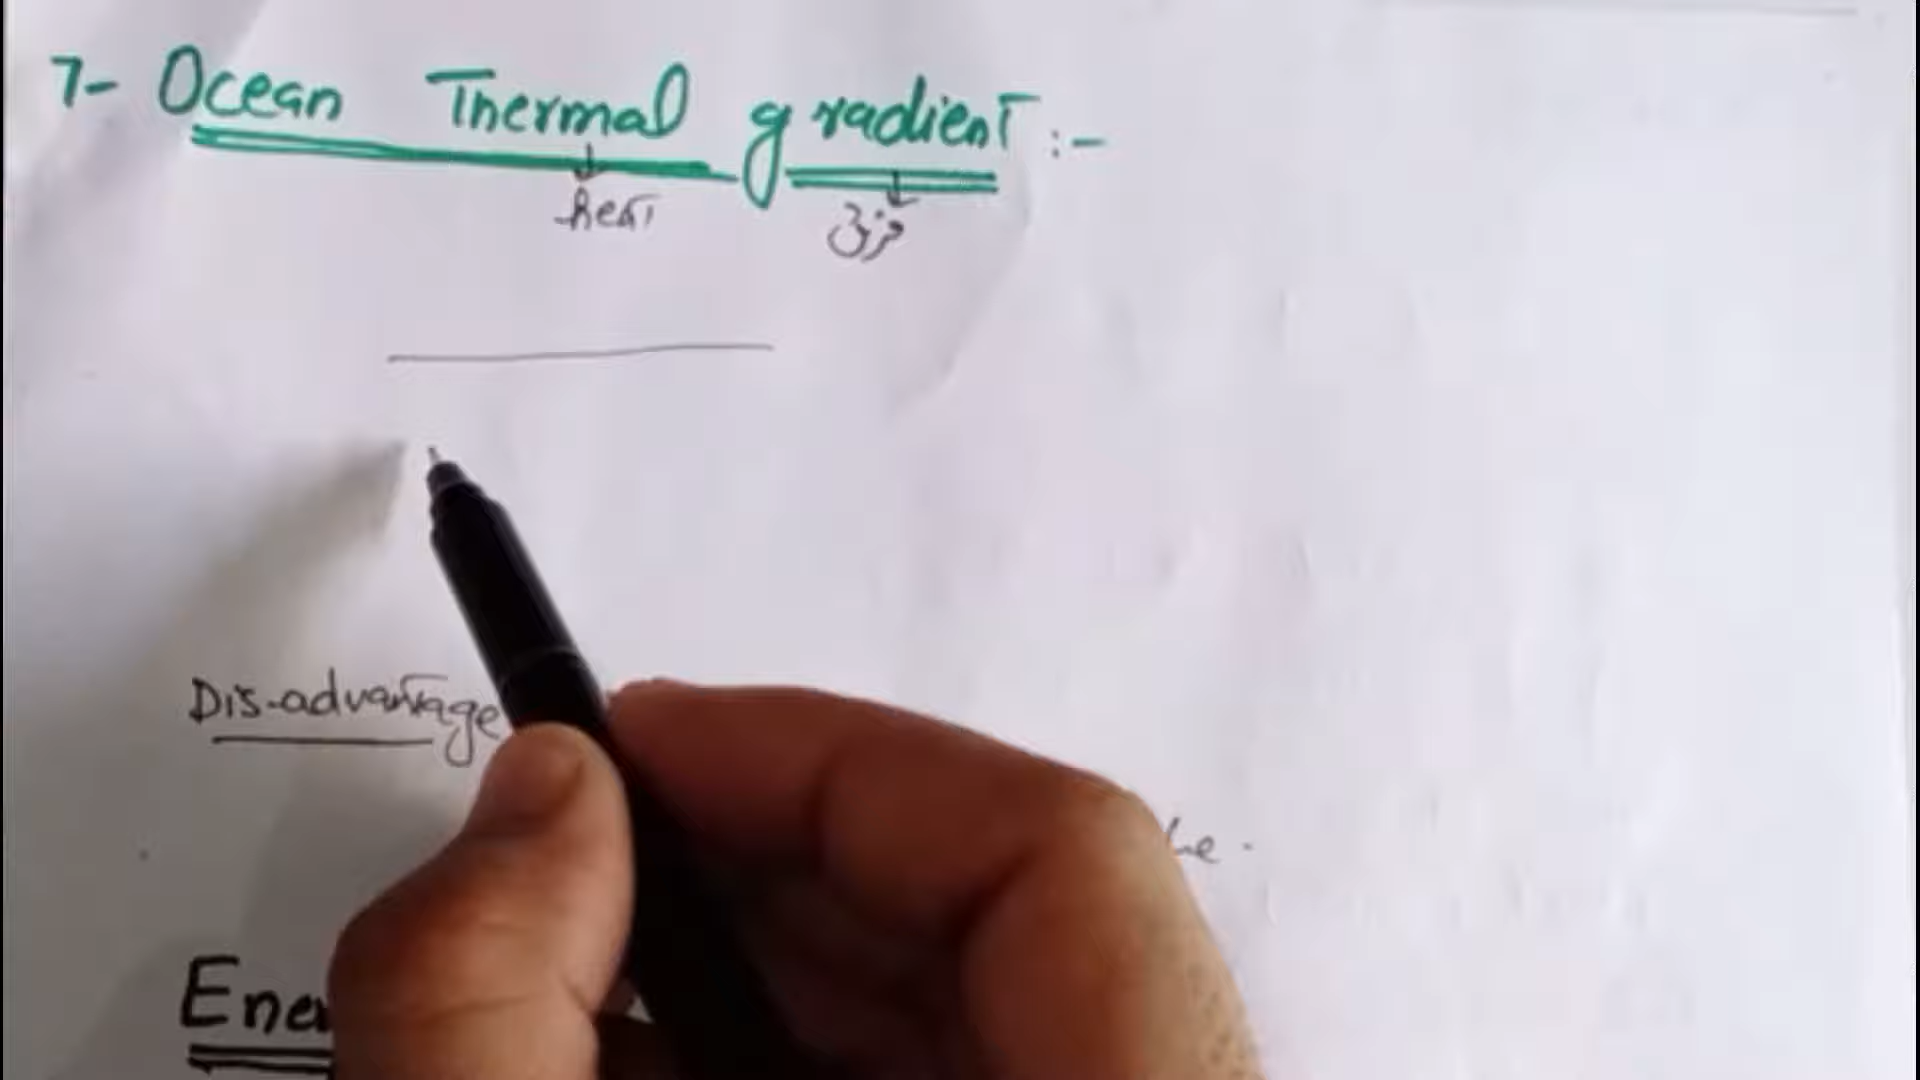 7- Ocean Thermal gradient :-
heat
فرق
Dis-advantage
Ene